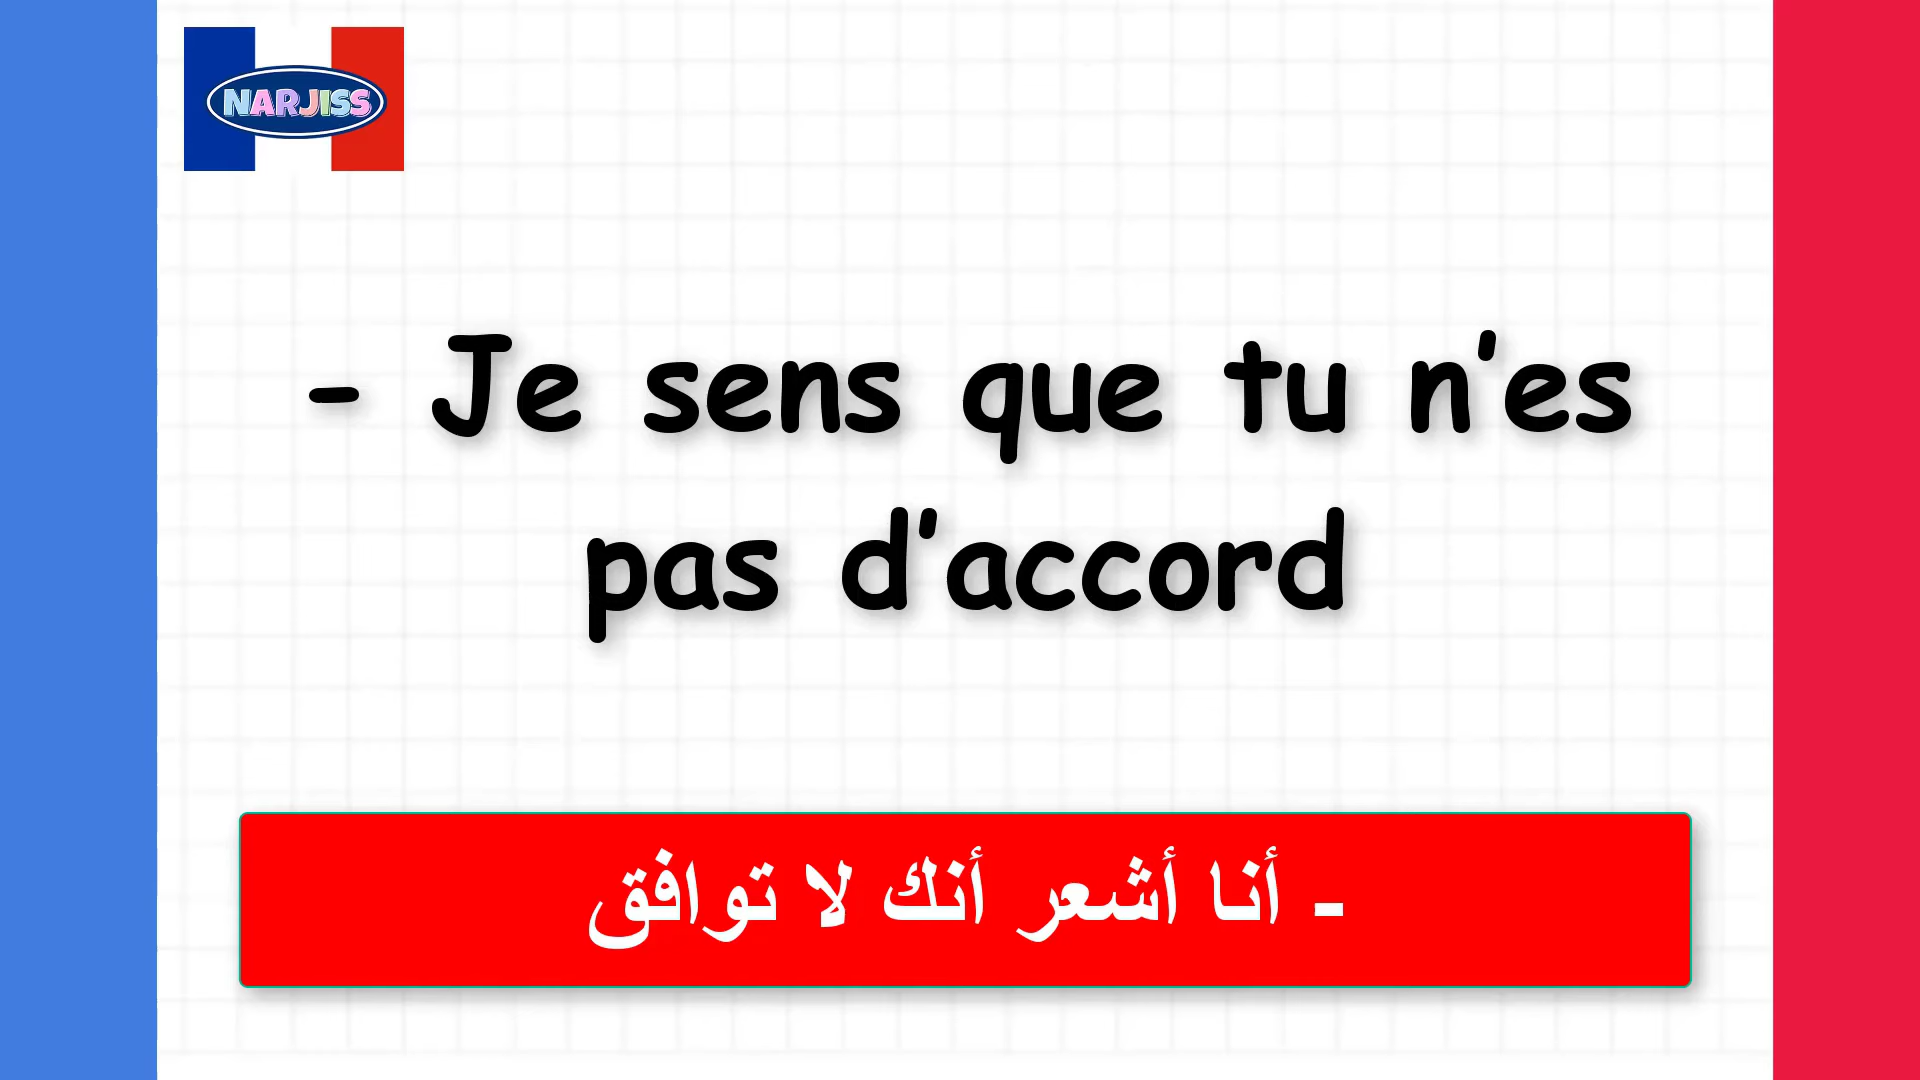 NARJISS
- Je sens que tu n'es
pas d'accord
- أنا أشعر أنك لا توافق